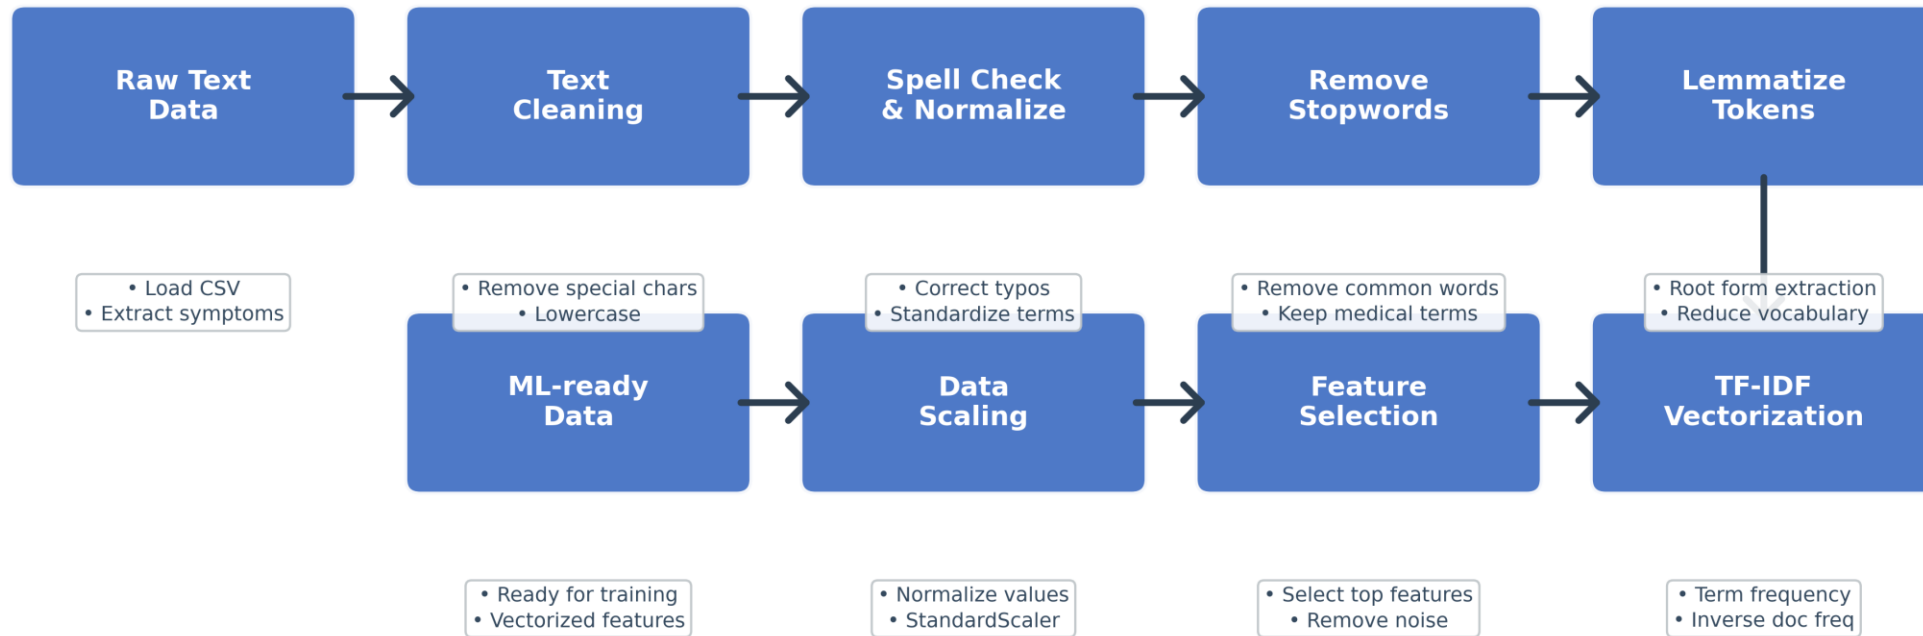 Raw Text
Data
Text
Cleaning
Spell Check
& Normalize
Remove
Stopwords
Lemmatize
Tokens
• Load CSV
• Extract symptoms
• Remove special chars
• Lowercase
• Correct typos
• Standardize terms
• Remove common words
• Keep medical terms
• Root form extraction
• Reduce vocabulary
ML-ready
Data
Data
Scaling
Feature
Selection
TF-IDF
Vectorization
• Ready for training
• Vectorized features
• Normalize values
• StandardScaler
• Select top features
• Remove noise
• Term frequency
• Inverse doc freq